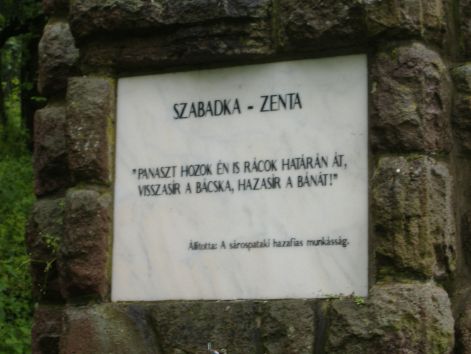 SZABADKA - ZENTA
"PANASZT HOZOK ÉN IS RÁCOK HATÁRÁN ÁT,
VISSZASÍR A BÁCSKA, HAZASÍR A BÁNÁT!"
Állította: A sárospataki hazafias munkásság.